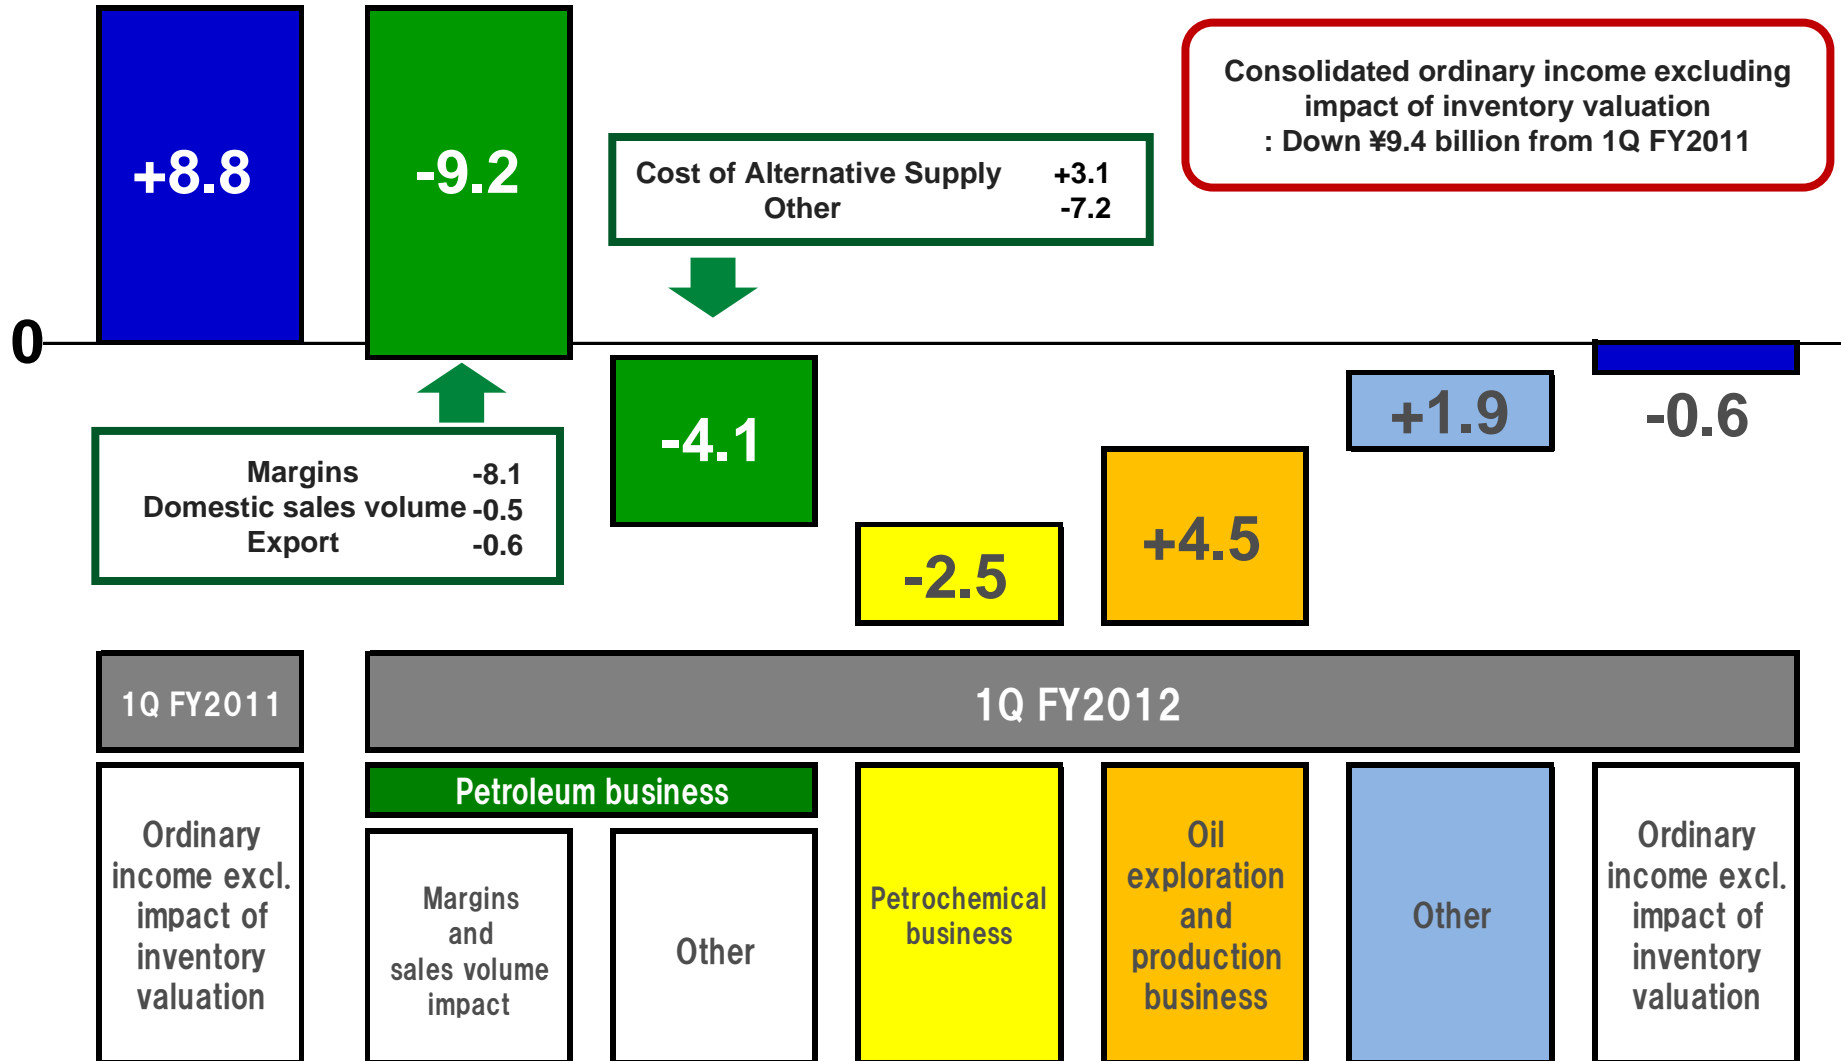 Consolidated ordinary income excluding
impact of inventory valuation
: Down ¥9.4 billion from 1Q FY2011
+8.8
-9.2
Cost of Alternative Supply +3.1
Other -7.2
0
-4.1
+1.9
-0.6
Margins -8.1
Domestic sales volume -0.5
Export -0.6
-2.5
+4.5
1Q FY2011
1Q FY2012
Petroleum business
Ordinary
income excl.
impact of
inventory
valuation
Margins
and
sales volume
impact
Other
Petrochemical
business
Oil
exploration
and
production
business
Other
Ordinary
income excl.
impact of
inventory
valuation